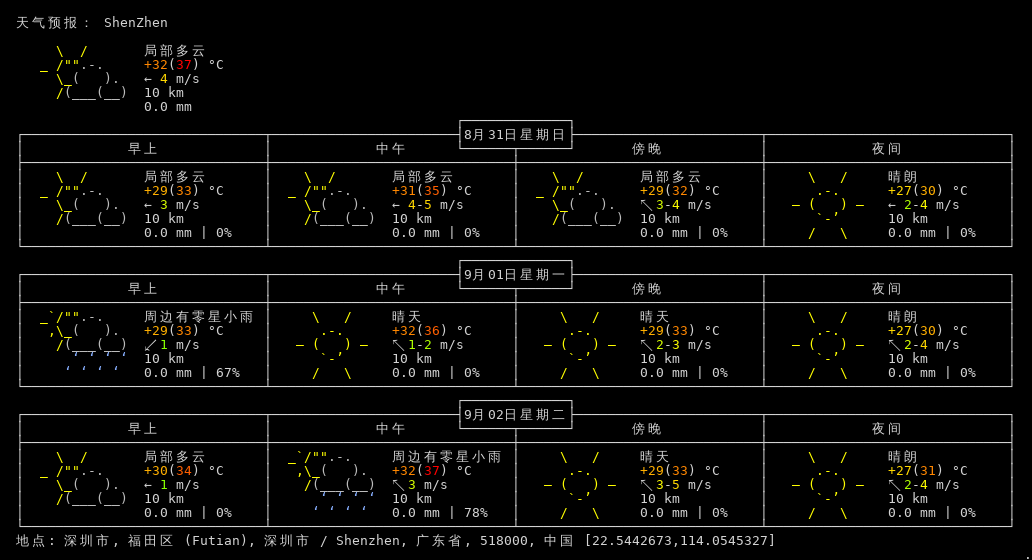 天气预报： ShenZhen
局部多云
+32(37) °C
← 4 m/s
10 km
0.0 mm
8月31日星期日
早上 中午 傍晚 夜间
局部多云 局部多云 局部多云 晴朗
+29(33) °C +31(35) °C +29(32) °C +27(30) °C
← 3 m/s ← 4-5 m/s ↖ 3-4 m/s ← 2-4 m/s
10 km 10 km 10 km 10 km
0.0 mm | 0% 0.0 mm | 0% 0.0 mm | 0% 0.0 mm | 0%
9月01日星期一
早上 中午 傍晚 夜间
周边有零星小雨 晴天 晴天 晴朗
+29(33) °C +32(36) °C +29(33) °C +27(30) °C
↙ 1 m/s ↖ 1-2 m/s ↖ 2-3 m/s ↖ 2-4 m/s
10 km 10 km 10 km 10 km
0.0 mm | 67% 0.0 mm | 0% 0.0 mm | 0% 0.0 mm | 0%
9月02日星期二
早上 中午 傍晚 夜间
局部多云 周边有零星小雨 晴天 晴朗
+30(34) °C +32(37) °C +29(33) °C +27(31) °C
← 1 m/s ↖ 3 m/s ↖ 3-5 m/s ↖ 2-4 m/s
10 km 10 km 10 km 10 km
0.0 mm | 0% 0.0 mm | 78% 0.0 mm | 0% 0.0 mm | 0%
地点: 深圳市, 福田区 (Futian), 深圳市 / Shenzhen, 广东省, 518000, 中国 [22.5442673,114.0545327]